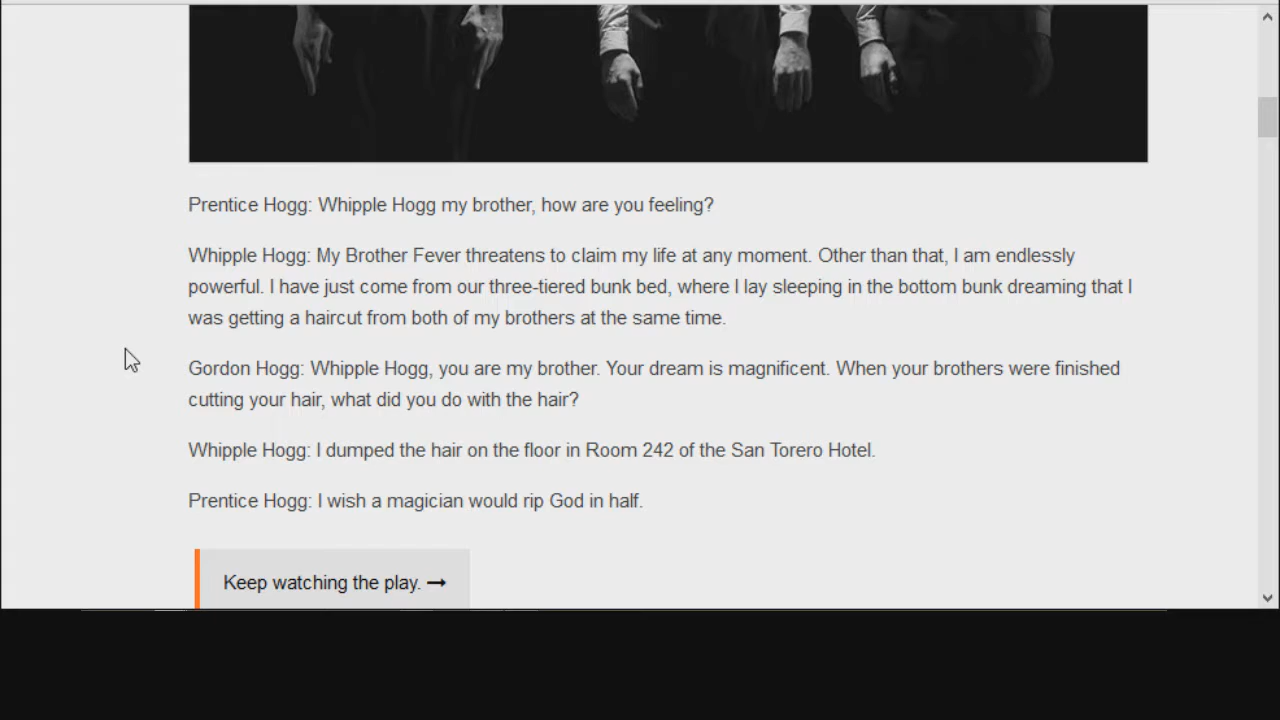 Prentice Hogg: Whipple Hogg my brother, how are you feeling?
Whipple Hogg: My Brother Fever threatens to claim my life at any moment. Other than that, I am endlessly
powerful. I have just come from our three-tiered bunk bed, where I lay sleeping in the bottom bunk dreaming that I
was getting a haircut from both of my brothers at the same time.
Gordon Hogg: Whipple Hogg, you are my brother. Your dream is magnificent. When your brothers were finished
cutting your hair, what did you do with the hair?
Whipple Hogg: I dumped the hair on the floor in Room 242 of the San Torero Hotel.
Prentice Hogg: I wish a magician would rip God in half.
Keep watching the play. →